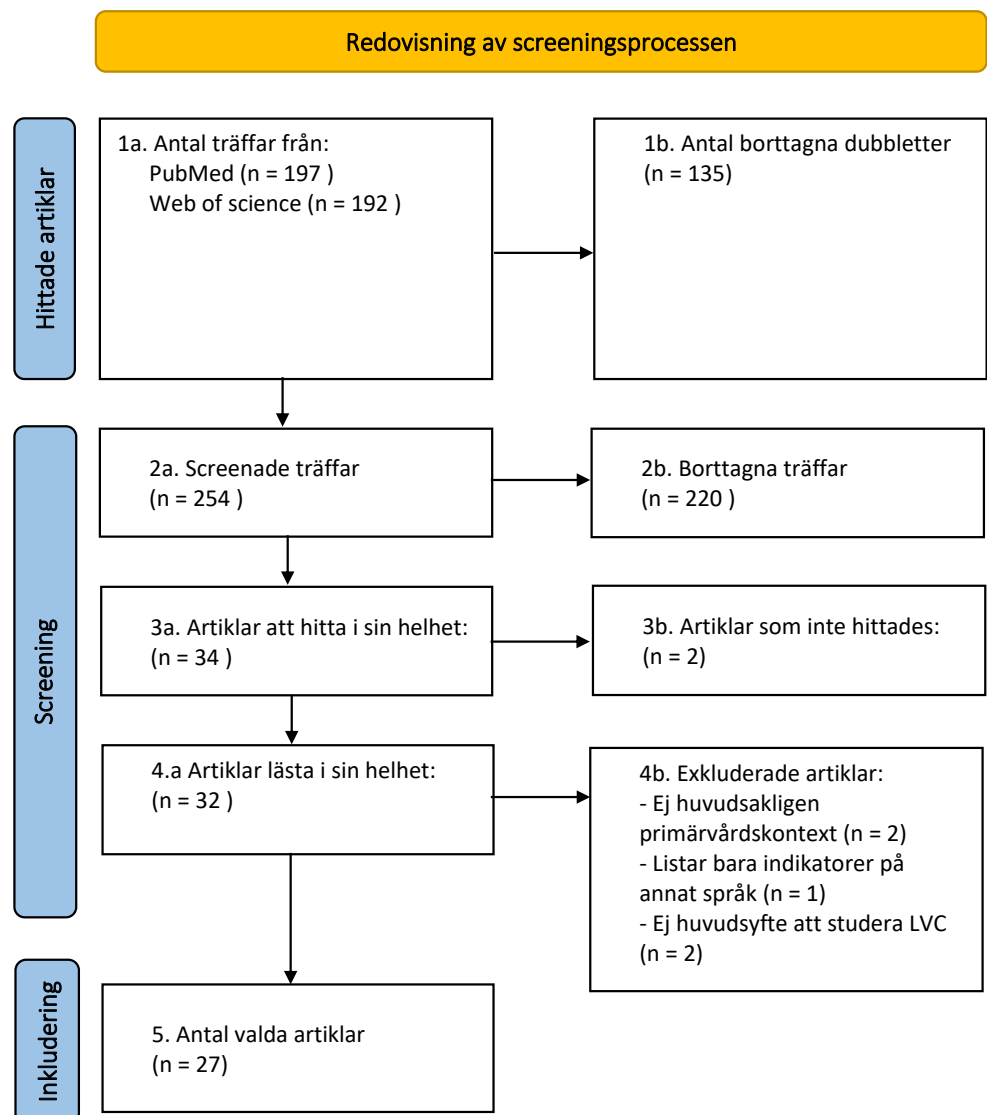 Redovisning av screeningsprocessen
Hittade artiklar
1a. Antal träffar från:
PubMed (n = 197 )
Web of science (n = 192 )
1b. Antal borttagna dubbletter
(n = 135)
Screening
2a. Screenade träffar
(n = 254 )
2b. Borttagna träffar
(n = 220 )
3a. Artiklar att hitta i sin helhet:
(n = 34 )
3b. Artiklar som inte hittades:
(n = 2)
4.a Artiklar lästa i sin helhet:
(n = 32 )
4b. Exkluderade artiklar:
- Ej huvudsakligen
primärvårdskontext (n = 2)
- Listar bara indikatorer på
annat språk (n = 1)
- Ej huvudsyfte att studera LVC
(n = 2)
Inkludering
5. Antal valda artiklar
(n = 27)